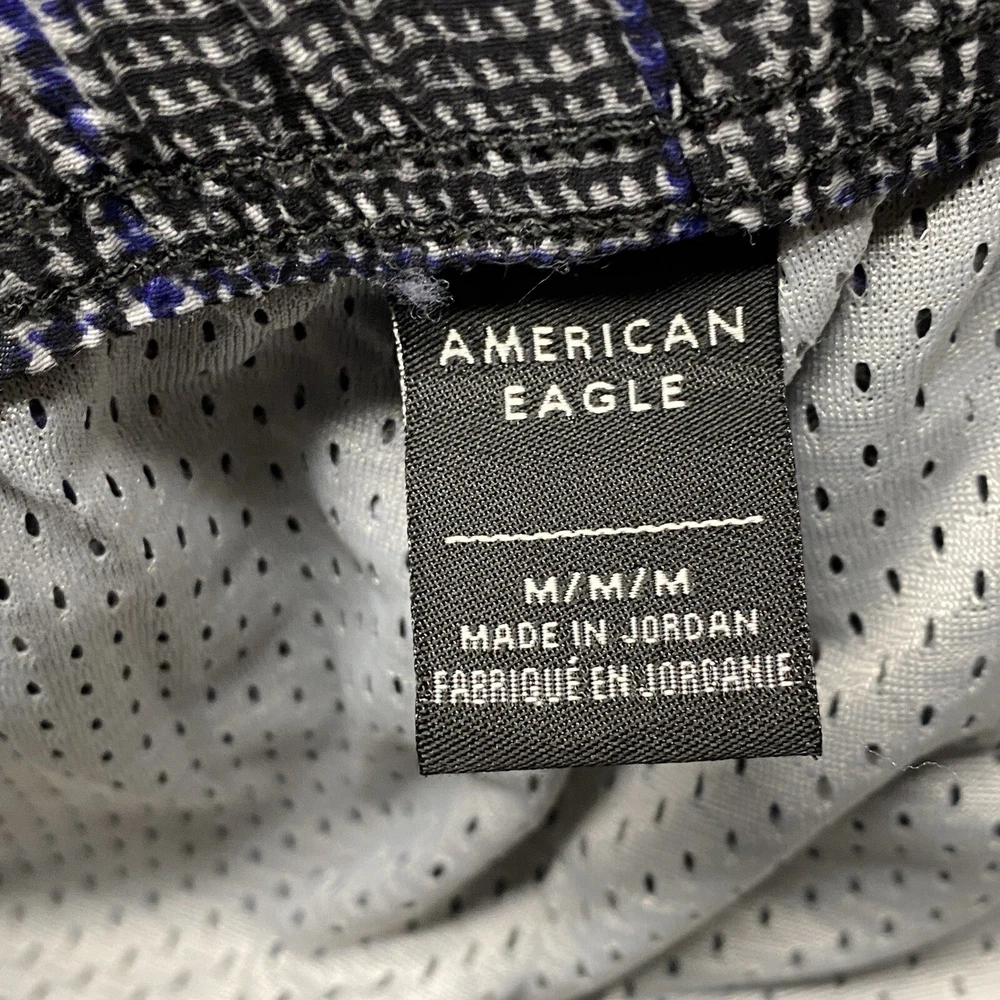 AMERICAN
EAGLE
M/M/M
MADE IN JORDAN
FABRIQUÉ EN JORDANIE